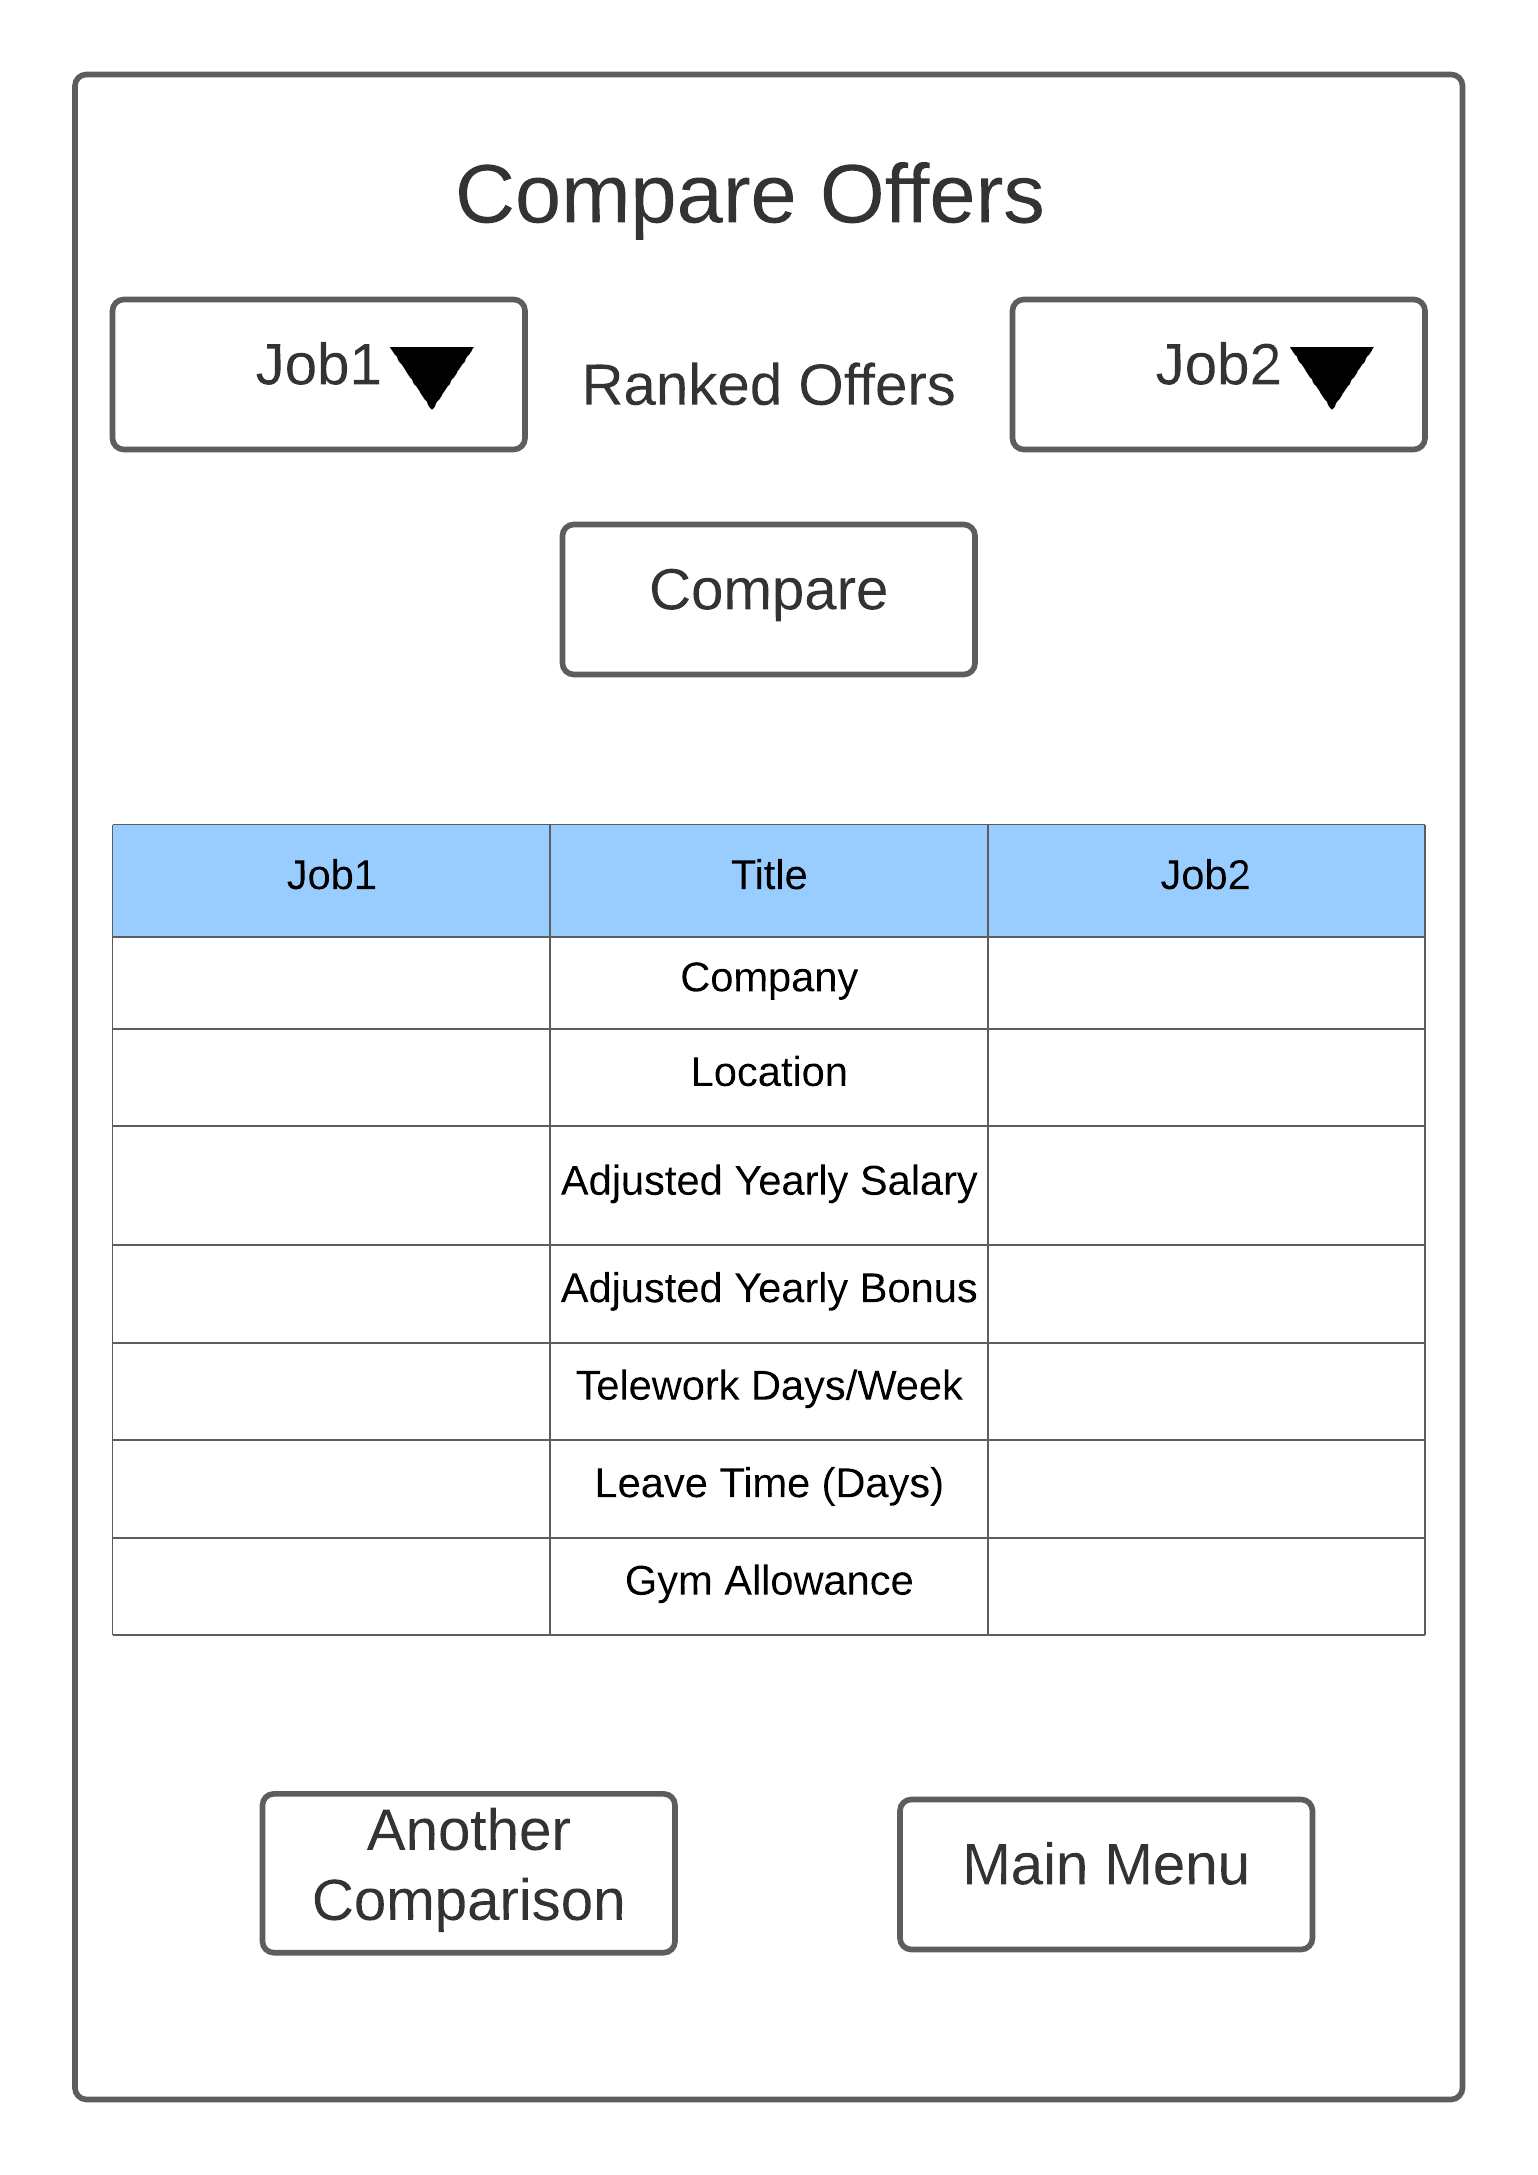 Compare Offers
Job1
Ranked Offers
Job2
Compare
Job1 Title Job2
Company
Location
Adjusted Yearly Salary
Adjusted Yearly Bonus
Telework Days/Week
Leave Time (Days)
Gym Allowance
Another
Comparison
Main Menu